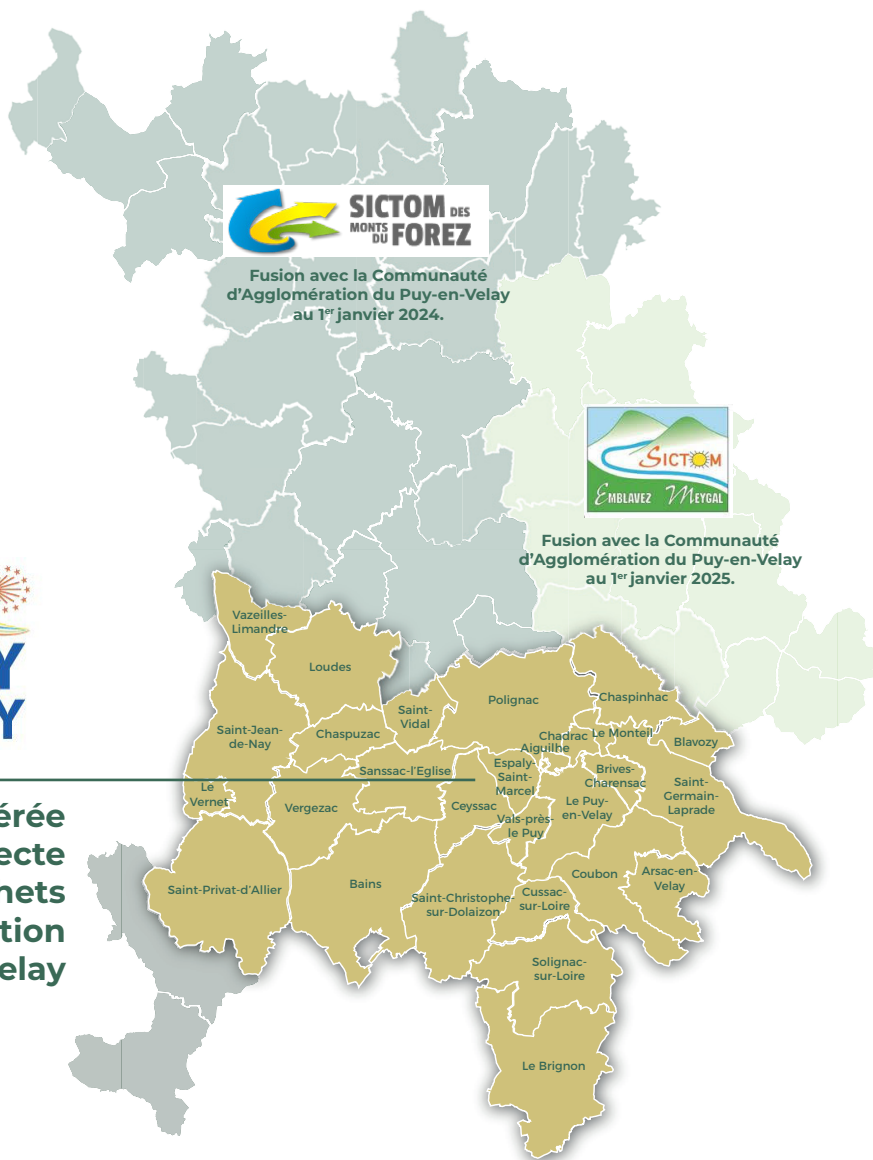 SICTOM DES
MONTS
DU FOREZ
Fusion avec la Communauté
d'Agglomération du Puy-en-Velay
au 1er janvier 2024.
SICTOM
EMBLAVEZ MEYGAL
Fusion avec la Communauté
d'Agglomération du Puy-en-Velay
au 1er janvier 2025.
Y
Y
érée
ecte
nets
tion
elay
Vazeilles-
Limandre
Loudes
Saint-Jean-
de-Nay
Chaspuzac
Saint-
Vidal
Polignac
Chaspinhac
Chadrac
Le Monteil
Aiguilhe
Blavozy
Sanssac-l'Eglise
Espaly-
Saint-
Marcel
Brives-
Charensac
Saint-
Germain-
Laprade
Le
Vernet
Vergezac
Ceyssac
Le Puy-
en-Velay
Vals-près-
le Puy
Saint-Privat-d'Allier
Bains
Saint-Christophe-
sur-Dolaizon
Cussac-
sur-Loire
Coubon
Arsac-en-
Velay
Solignac-
sur-Loire
Le Brignon